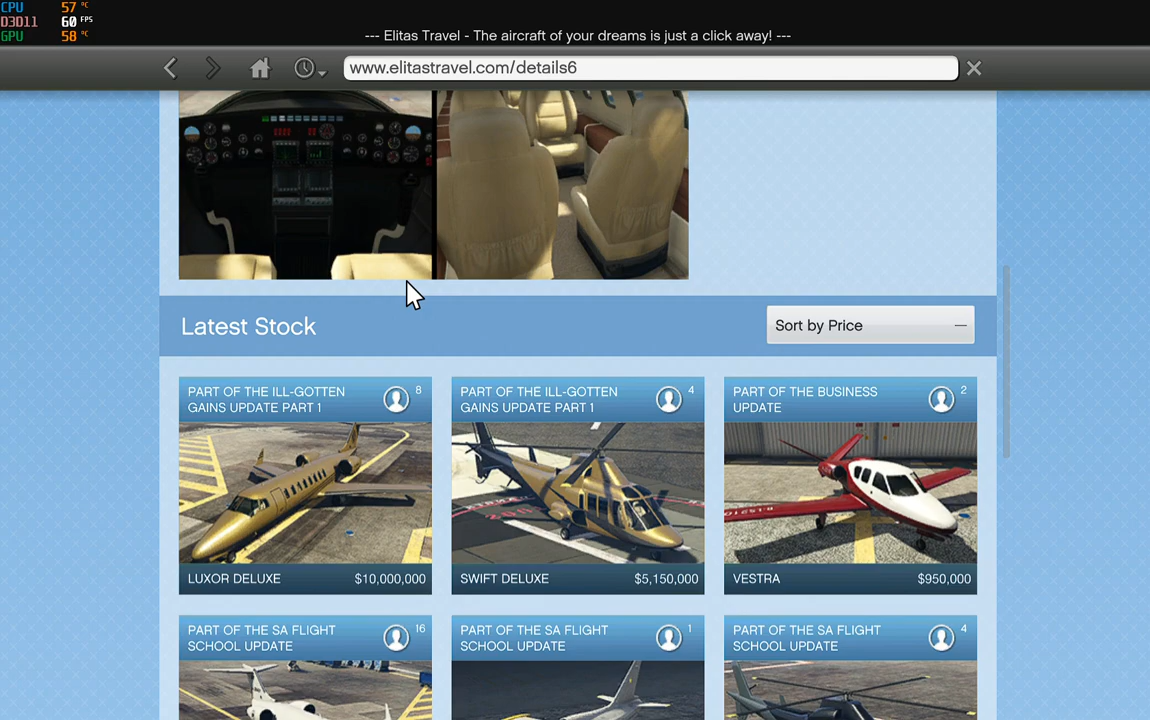 CPU 57 °C
D3D11 60 FPS
GPU 58 °C
--- Elitas Travel - The aircraft of your dreams is just a click away! ---
www.elitastravel.com/details6
Latest Stock
Sort by Price
PART OF THE ILL-GOTTEN
GAINS UPDATE PART 1
8
PART OF THE ILL-GOTTEN
GAINS UPDATE PART 1
4
PART OF THE BUSINESS
UPDATE
2
LUXOR DELUXE $10,000,000
SWIFT DELUXE $5,150,000
VESTRA $950,000
PART OF THE SA FLIGHT
SCHOOL UPDATE
16
PART OF THE SA FLIGHT
SCHOOL UPDATE
1
PART OF THE SA FLIGHT
SCHOOL UPDATE
4